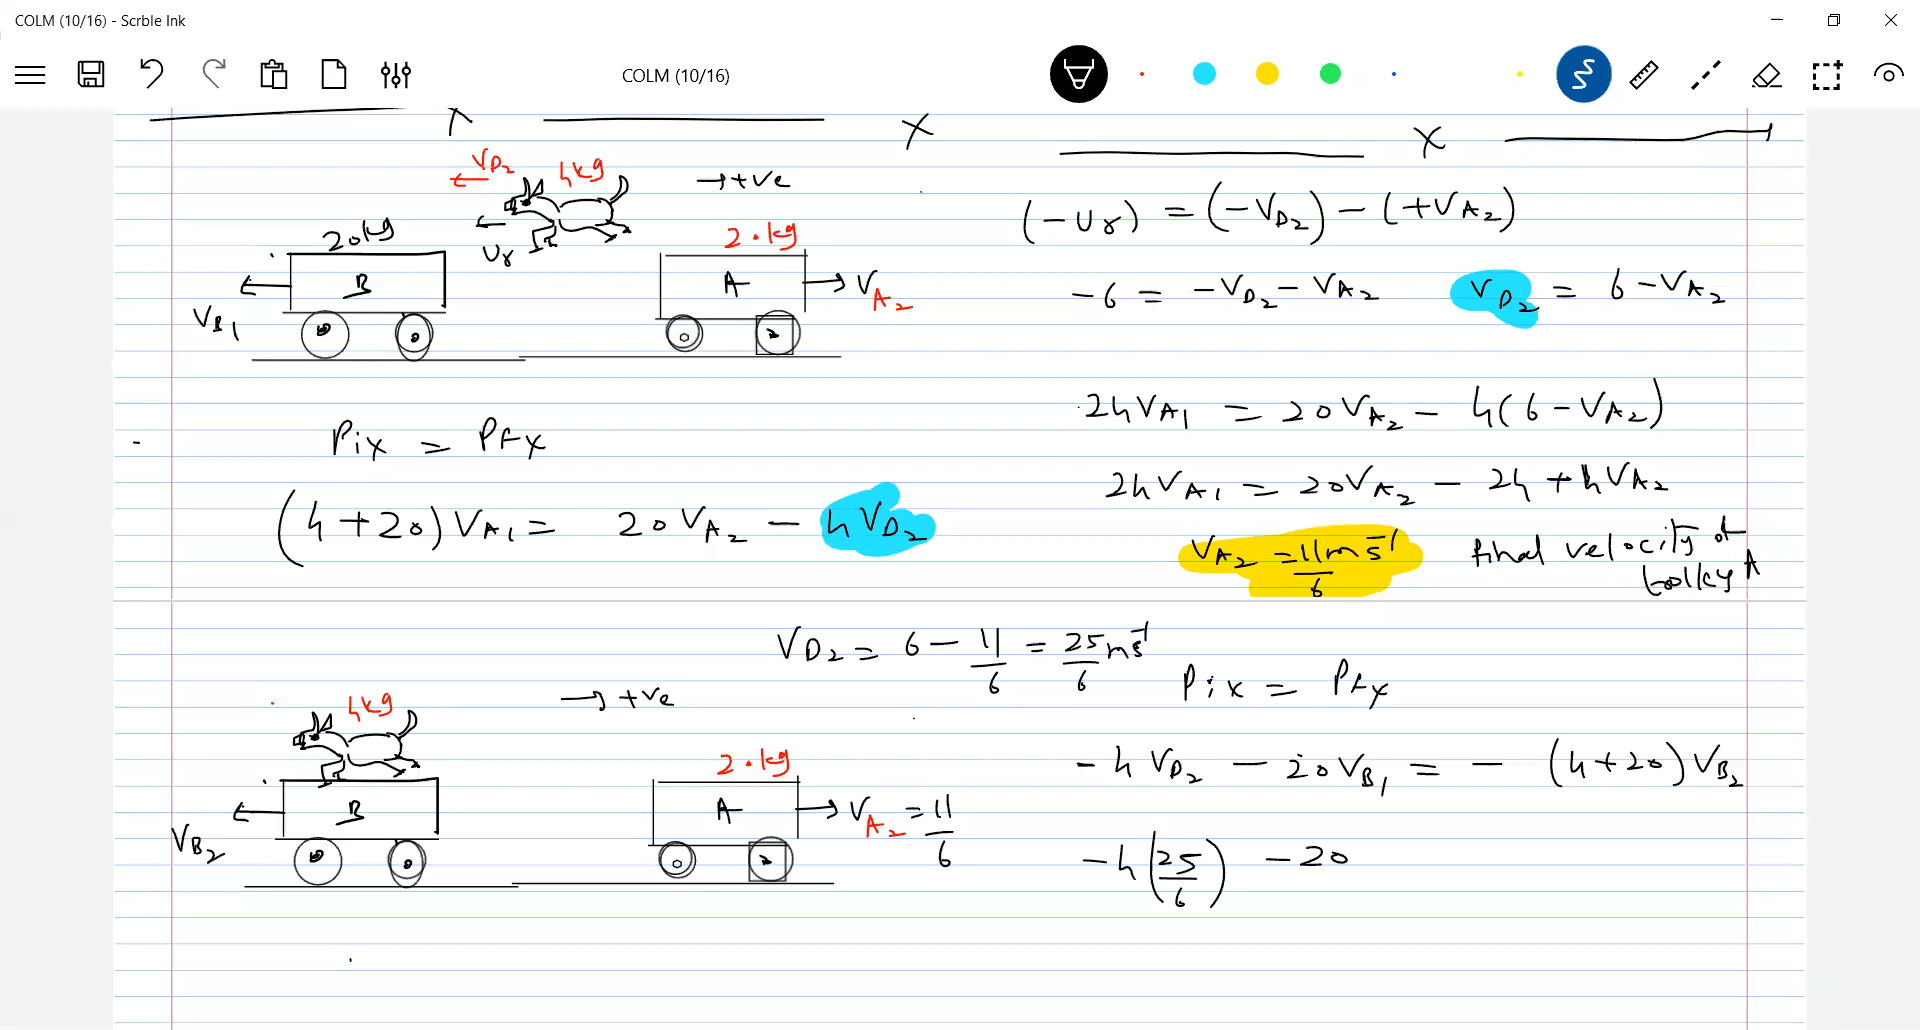 COLM (10/16) - Scrble Ink
COLM (10/16)
x x x
VD2 4kg → +ve
20kg Ur 2.kg
B A
VB1 VA2
(-Ur) = (-VD2) - (+VA2)
-6 = -VD2 - VA2 VD2 = 6 - VA2
Pix = Pfx
(4+20)VA1 = 20VA2 - 4VD2
24VA1 = 20VA2 - 4(6 - VA2)
24VA1 = 20VA2 - 24 + 4VA2
VA2 = 11/6 ms-1 final velocity of
trolley A
VD2 = 6 - 11/6 = 25/6 ms-1
Pix = Pfx
4kg → +ve
2.kg
B A
VB2 VA2 = 11/6
-4VD2 - 20VB1 = -(4+20)VB2
-4(25/6) - 20